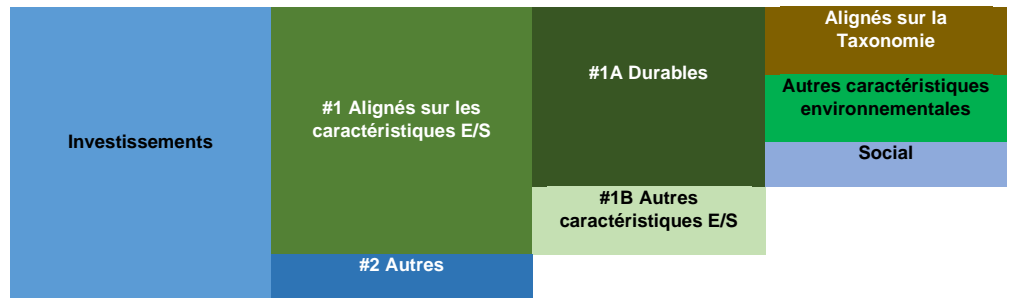 Investissements
#1 Alignés sur les
caractéristiques E/S
#2 Autres
#1A Durables
#1B Autres
caractéristiques E/S
Alignés sur la
Taxonomie
Autres caractéristiques
environnementales
Social